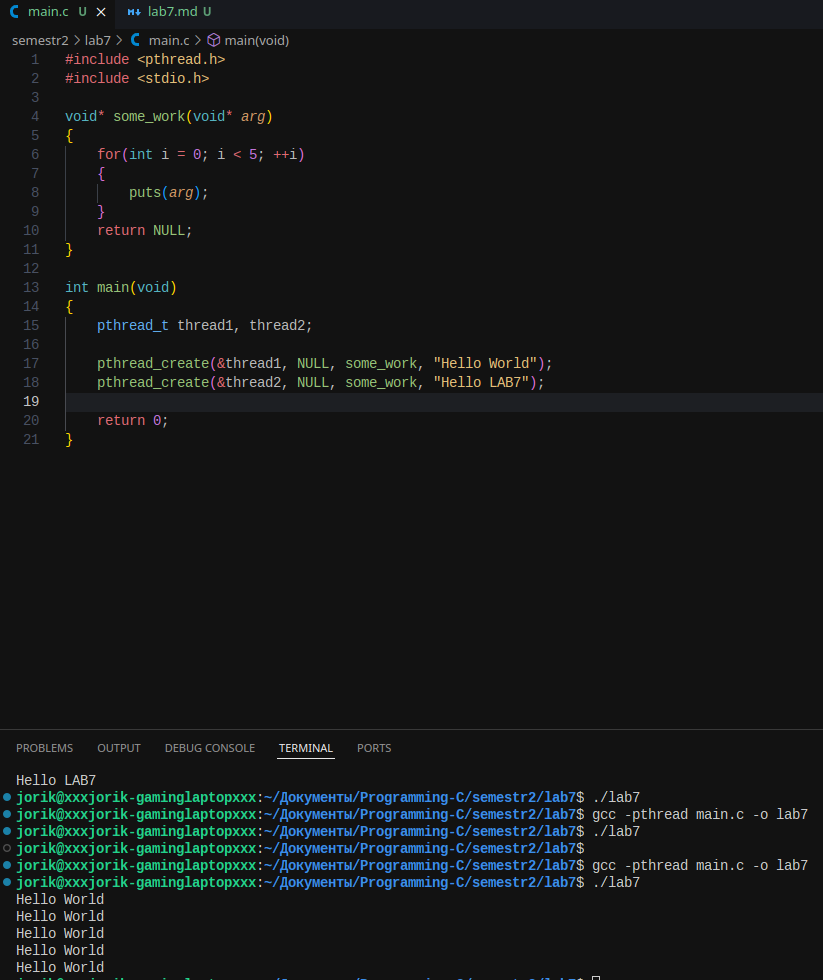 main.c U × lab7.md U
semestr2 > lab7 > main.c > main(void)
1 #include <pthread.h>
2 #include <stdio.h>
3
4 void* some_work(void* arg)
5 {
6 for(int i = 0; i < 5; ++i)
7 {
8 puts(arg);
9 }
10 return NULL;
11 }
12
13 int main(void)
14 {
15 pthread_t thread1, thread2;
16
17 pthread_create(&thread1, NULL, some_work, "Hello World");
18 pthread_create(&thread2, NULL, some_work, "Hello LAB7");
19
20 return 0;
21 }
PROBLEMS OUTPUT DEBUG CONSOLE TERMINAL PORTS
Hello LAB7
jorik@xxxjorik-gaminglaptopxxx:~/Документы/Programming-C/semestr2/lab7$ ./lab7
jorik@xxxjorik-gaminglaptopxxx:~/Документы/Programming-C/semestr2/lab7$ gcc -pthread main.c -o lab7
jorik@xxxjorik-gaminglaptopxxx:~/Документы/Programming-C/semestr2/lab7$ ./lab7
jorik@xxxjorik-gaminglaptopxxx:~/Документы/Programming-C/semestr2/lab7$
jorik@xxxjorik-gaminglaptopxxx:~/Документы/Programming-C/semestr2/lab7$ gcc -pthread main.c -o lab7
jorik@xxxjorik-gaminglaptopxxx:~/Документы/Programming-C/semestr2/lab7$ ./lab7
Hello World
Hello World
Hello World
Hello World
Hello World